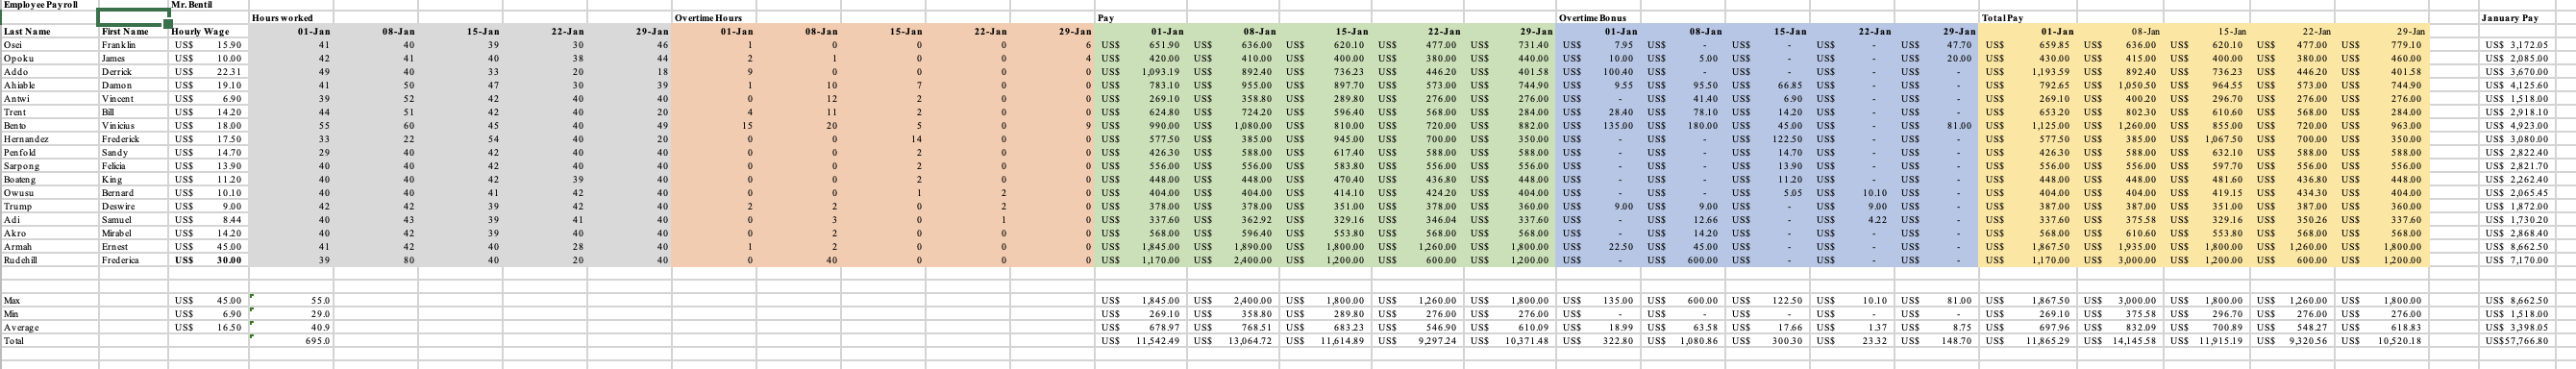 Employee Payroll Mr. Bentil
Hours worked Overtime Hours Pay Overtime Bonus Total Pay January Pay
Last Name First Name Hourly Wage 01-Jan 08-Jan 15-Jan 22-Jan 29-Jan 01-Jan 08-Jan 15-Jan 22-Jan 29-Jan 01-Jan 08-Jan 15-Jan 22-Jan 29-Jan 01-Jan 08-Jan 15-Jan 22-Jan 29-Jan 01-Jan 08-Jan 15-Jan 22-Jan 29-Jan
Osei Franklin US$ 15.90 41 40 39 30 46 1 0 0 0 6 US$ 651.90 US$ 636.00 US$ 620.10 US$ 477.00 US$ 731.40 US$ 7.95 US$ - US$ - US$ - US$ 47.70 US$ 659.85 US$ 636.00 US$ 620.10 US$ 477.00 US$ 779.10 US$ 3,172.05
Opoku James US$ 10.00 42 41 40 38 44 2 1 0 0 4 US$ 420.00 US$ 410.00 US$ 400.00 US$ 380.00 US$ 440.00 US$ 10.00 US$ 5.00 US$ - US$ - US$ 20.00 US$ 430.00 US$ 415.00 US$ 400.00 US$ 380.00 US$ 460.00 US$ 2,085.00
Addo Derrick US$ 22.31 49 40 33 20 18 9 0 0 0 0 US$ 1,093.19 US$ 892.40 US$ 736.23 US$ 446.20 US$ 401.58 US$ 100.40 US$ - US$ - US$ - US$ - US$ 1,193.59 US$ 892.40 US$ 736.23 US$ 446.20 US$ 401.58 US$ 3,670.00
Ahiable Damon US$ 19.10 41 50 47 30 39 1 10 7 0 0 US$ 783.10 US$ 955.00 US$ 897.70 US$ 573.00 US$ 744.90 US$ 9.55 US$ 95.50 US$ 66.85 US$ - US$ - US$ 792.65 US$ 1,050.50 US$ 964.55 US$ 573.00 US$ 744.90 US$ 4,125.60
Antwi Vincent US$ 6.90 39 52 42 40 40 0 12 2 0 0 US$ 269.10 US$ 358.80 US$ 289.80 US$ 276.00 US$ 276.00 US$ - US$ 41.40 US$ 6.90 US$ - US$ - US$ 269.10 US$ 400.20 US$ 296.70 US$ 276.00 US$ 276.00 US$ 1,518.00
Trent Bill US$ 14.20 44 51 42 40 20 4 11 2 0 0 US$ 624.80 US$ 724.20 US$ 596.40 US$ 568.00 US$ 284.00 US$ 28.40 US$ 78.10 US$ 14.20 US$ - US$ - US$ 653.20 US$ 802.30 US$ 610.60 US$ 568.00 US$ 284.00 US$ 2,918.10
Bento Vinicius US$ 18.00 55 60 45 40 49 15 20 5 0 9 US$ 990.00 US$ 1,080.00 US$ 810.00 US$ 720.00 US$ 882.00 US$ 135.00 US$ 180.00 US$ 45.00 US$ - US$ 81.00 US$ 1,125.00 US$ 1,260.00 US$ 855.00 US$ 720.00 US$ 963.00 US$ 4,923.00
Hernandez Frederick US$ 17.50 33 22 54 40 20 0 0 14 0 0 US$ 577.50 US$ 385.00 US$ 945.00 US$ 700.00 US$ 350.00 US$ - US$ - US$ 122.50 US$ - US$ - US$ 577.50 US$ 385.00 US$ 1,067.50 US$ 700.00 US$ 350.00 US$ 3,080.00
Penfold Sandy US$ 14.70 29 40 42 40 40 0 0 2 0 0 US$ 426.30 US$ 588.00 US$ 617.40 US$ 588.00 US$ 588.00 US$ - US$ - US$ 14.70 US$ - US$ - US$ 426.30 US$ 588.00 US$ 632.10 US$ 588.00 US$ 588.00 US$ 2,822.40
Sarpong Felicia US$ 13.90 40 40 42 40 40 0 0 2 0 0 US$ 556.00 US$ 556.00 US$ 583.80 US$ 556.00 US$ 556.00 US$ - US$ - US$ 13.90 US$ - US$ - US$ 556.00 US$ 556.00 US$ 597.70 US$ 556.00 US$ 556.00 US$ 2,821.70
Boateng King US$ 11.20 40 40 42 39 40 0 0 2 0 0 US$ 448.00 US$ 448.00 US$ 470.40 US$ 436.80 US$ 448.00 US$ - US$ - US$ 11.20 US$ - US$ - US$ 448.00 US$ 448.00 US$ 481.60 US$ 436.80 US$ 448.00 US$ 2,262.40
Owusu Bernard US$ 10.10 40 40 41 42 40 0 0 1 2 0 US$ 404.00 US$ 404.00 US$ 414.10 US$ 424.20 US$ 404.00 US$ - US$ - US$ 5.05 US$ 10.10 US$ - US$ 404.00 US$ 404.00 US$ 419.15 US$ 434.30 US$ 404.00 US$ 2,065.45
Trump Deswire US$ 9.00 42 42 39 42 40 2 2 0 2 0 US$ 378.00 US$ 378.00 US$ 351.00 US$ 378.00 US$ 360.00 US$ 9.00 US$ 9.00 US$ - US$ 9.00 US$ - US$ 387.00 US$ 387.00 US$ 351.00 US$ 387.00 US$ 360.00 US$ 1,872.00
Adi Samuel US$ 8.44 40 43 39 41 40 0 3 0 1 0 US$ 337.60 US$ 362.92 US$ 329.16 US$ 346.04 US$ 337.60 US$ - US$ 12.66 US$ - US$ 4.22 US$ - US$ 337.60 US$ 375.58 US$ 329.16 US$ 350.26 US$ 337.60 US$ 1,730.20
Akro Mirabel US$ 14.20 40 42 39 40 40 0 2 0 0 0 US$ 568.00 US$ 596.40 US$ 553.80 US$ 568.00 US$ 568.00 US$ - US$ 14.20 US$ - US$ - US$ - US$ 568.00 US$ 610.60 US$ 553.80 US$ 568.00 US$ 568.00 US$ 2,868.40
Armah Ernest US$ 45.00 41 42 40 28 40 1 2 0 0 0 US$ 1,845.00 US$ 1,890.00 US$ 1,800.00 US$ 1,260.00 US$ 1,800.00 US$ 22.50 US$ 45.00 US$ - US$ - US$ - US$ 1,867.50 US$ 1,935.00 US$ 1,800.00 US$ 1,260.00 US$ 1,800.00 US$ 8,662.50
Rudehill Frederica US$ 30.00 39 80 40 20 40 0 40 0 0 0 US$ 1,170.00 US$ 2,400.00 US$ 1,200.00 US$ 600.00 US$ 1,200.00 US$ - US$ 600.00 US$ - US$ - US$ - US$ 1,170.00 US$ 3,000.00 US$ 1,200.00 US$ 600.00 US$ 1,200.00 US$ 7,170.00
Max US$ 45.00 55.0 US$ 1,845.00 US$ 2,400.00 US$ 1,800.00 US$ 1,260.00 US$ 1,800.00 US$ 135.00 US$ 600.00 US$ 122.50 US$ 10.10 US$ 81.00 US$ 1,867.50 US$ 3,000.00 US$ 1,800.00 US$ 1,260.00 US$ 1,800.00 US$ 8,662.50
Min US$ 6.90 29.0 US$ 269.10 US$ 358.80 US$ 289.80 US$ 276.00 US$ 276.00 US$ - US$ - US$ - US$ - US$ - US$ 269.10 US$ 375.58 US$ 296.70 US$ 276.00 US$ 276.00 US$ 1,518.00
Average US$ 16.50 40.9 US$ 678.97 US$ 768.51 US$ 683.23 US$ 546.90 US$ 610.09 US$ 18.99 US$ 63.58 US$ 17.66 US$ 1.37 US$ 8.75 US$ 697.96 US$ 832.09 US$ 700.89 US$ 548.27 US$ 618.83 US$ 3,398.05
Total 695.0 US$ 11,542.49 US$ 13,064.72 US$ 11,614.89 US$ 9,297.24 US$ 10,371.48 US$ 322.80 US$ 1,080.86 US$ 300.30 US$ 23.32 US$ 148.70 US$ 11,865.29 US$ 14,145.58 US$ 11,915.19 US$ 9,320.56 US$ 10,520.18 US$57,766.80